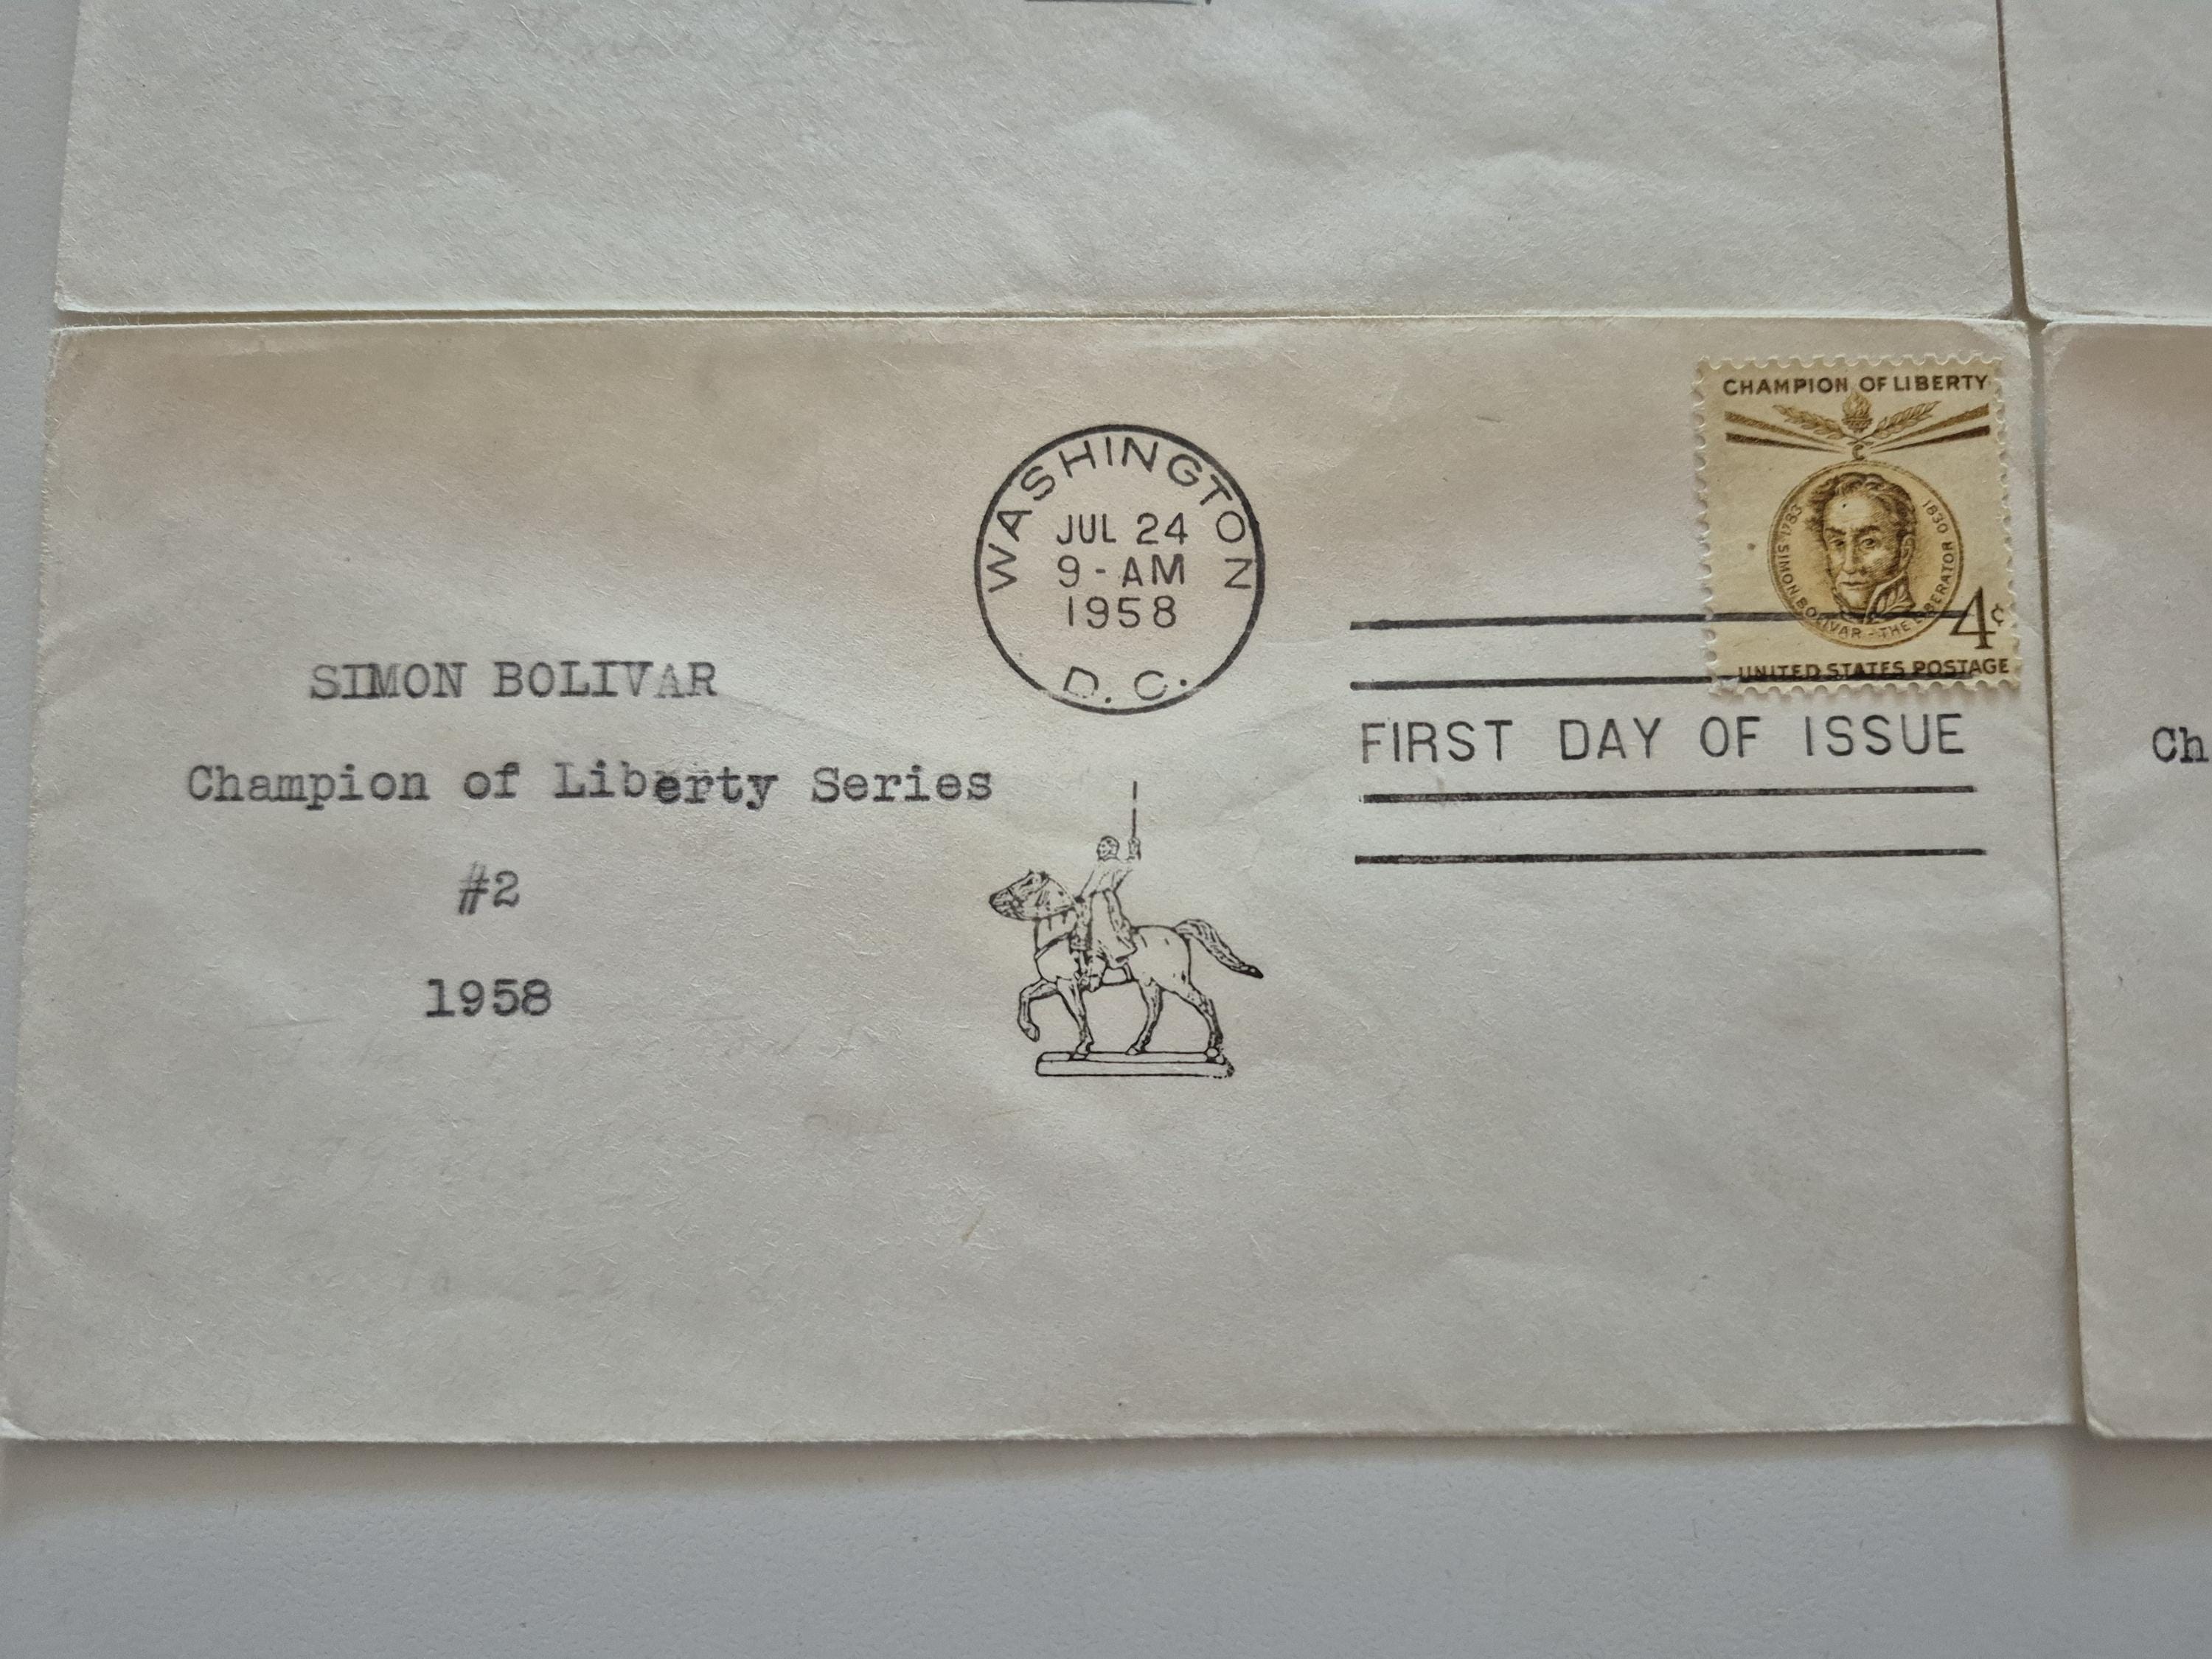 WASHINGTON
JUL 24
9-AM
1958
D.C.
CHAMPION OF LIBERTY
1783 SIMON BOLIVAR - THE LIBERATOR 1830
4¢
UNITED STATES POSTAGE
FIRST DAY OF ISSUE
SIMON BOLIVAR
Champion of Liberty Series
#2
1958
Ch